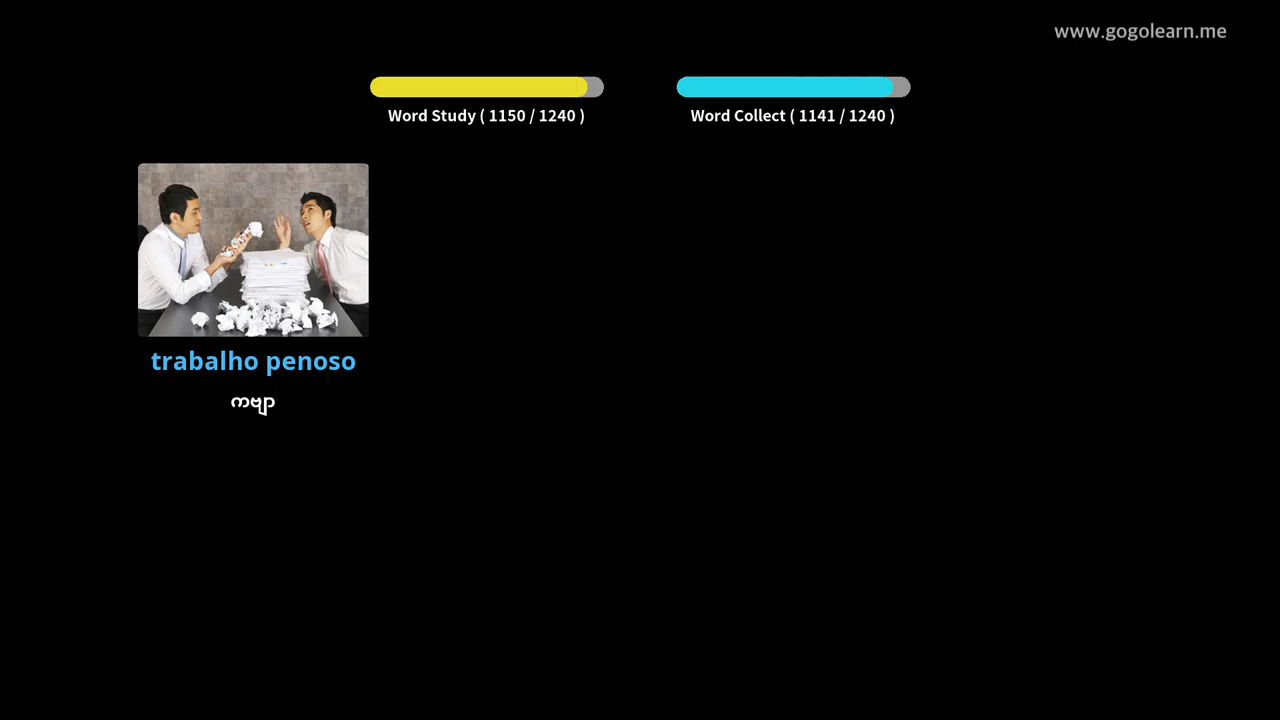 www.gogolearn.me
Word Study ( 1150 / 1240 )
Word Collect ( 1141 / 1240 )
trabalho penoso
ကဗျာ